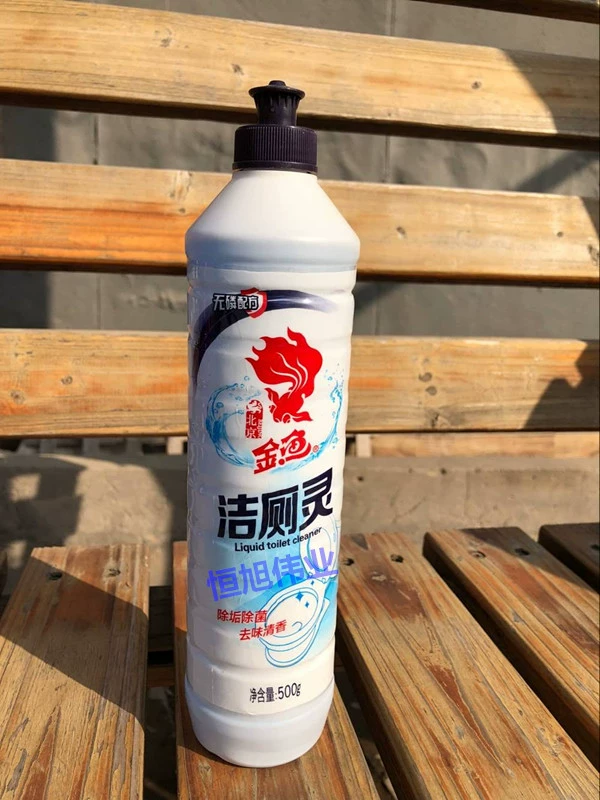 无磷配方
北京
金鱼®
洁厕灵
Liquid toilet cleaner
恒旭伟业
除垢除菌
去味清香
净含量:500g